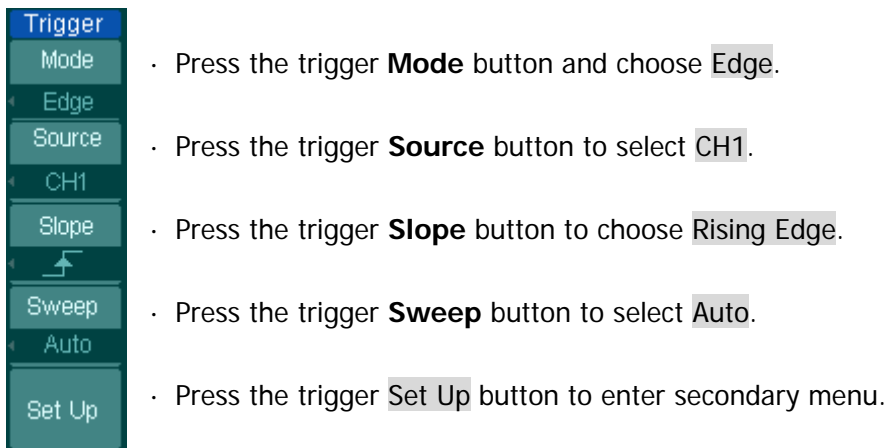 Trigger
Mode
· Press the trigger Mode button and choose Edge.
Edge
Source
· Press the trigger Source button to select CH1.
CH1
Slope
· Press the trigger Slope button to choose Rising Edge.
Sweep
· Press the trigger Sweep button to select Auto.
Auto
Set Up
· Press the trigger Set Up button to enter secondary menu.